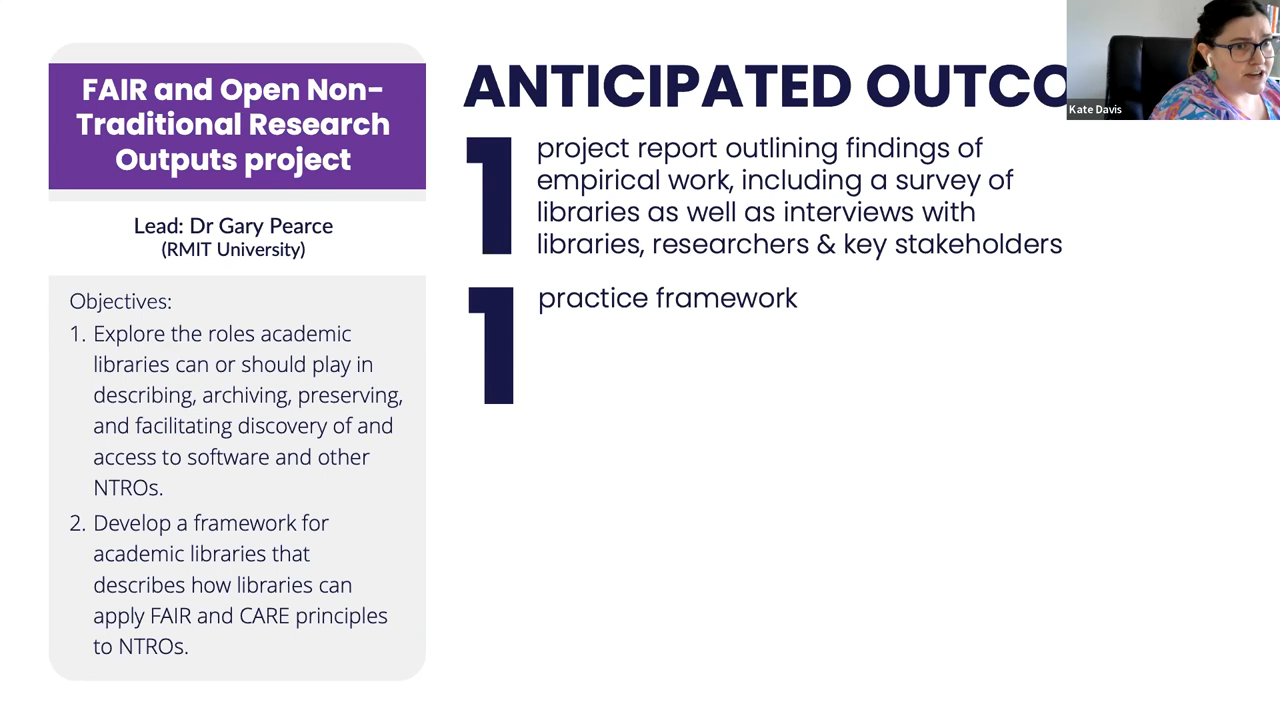 FAIR and Open Non-
Traditional Research
Outputs project
Lead: Dr Gary Pearce
(RMIT University)
Objectives:
1. Explore the roles academic
libraries can or should play in
describing, archiving, preserving,
and facilitating discovery of and
access to software and other
NTROs.
2. Develop a framework for
academic libraries that
describes how libraries can
apply FAIR and CARE principles
to NTROs.
ANTICIPATED OUTCO
1
project report outlining findings of
empirical work, including a survey of
libraries as well as interviews with
libraries, researchers & key stakeholders
1
practice framework
Kate Davis